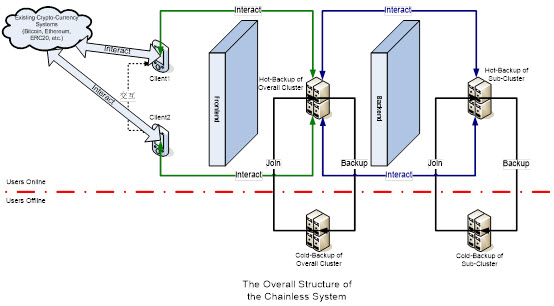 Existing Crypto-Currency
Systems
(Bitcoin, Ethereum,
ERC20, etc.)
Interact
Interact
Client1
交互
Client2
Interact
Frontend
Interact
Hot-Backup of
Overall Cluster
Interact
Backend
Interact
Hot-Backup of
Sub-Cluster
Join
Backup
Join
Backup
Users Online
Users Offline
Cold-Backup of
Overall Cluster
Cold-Backup of
Sub-Cluster
The Overall Structure of
the Chainless System